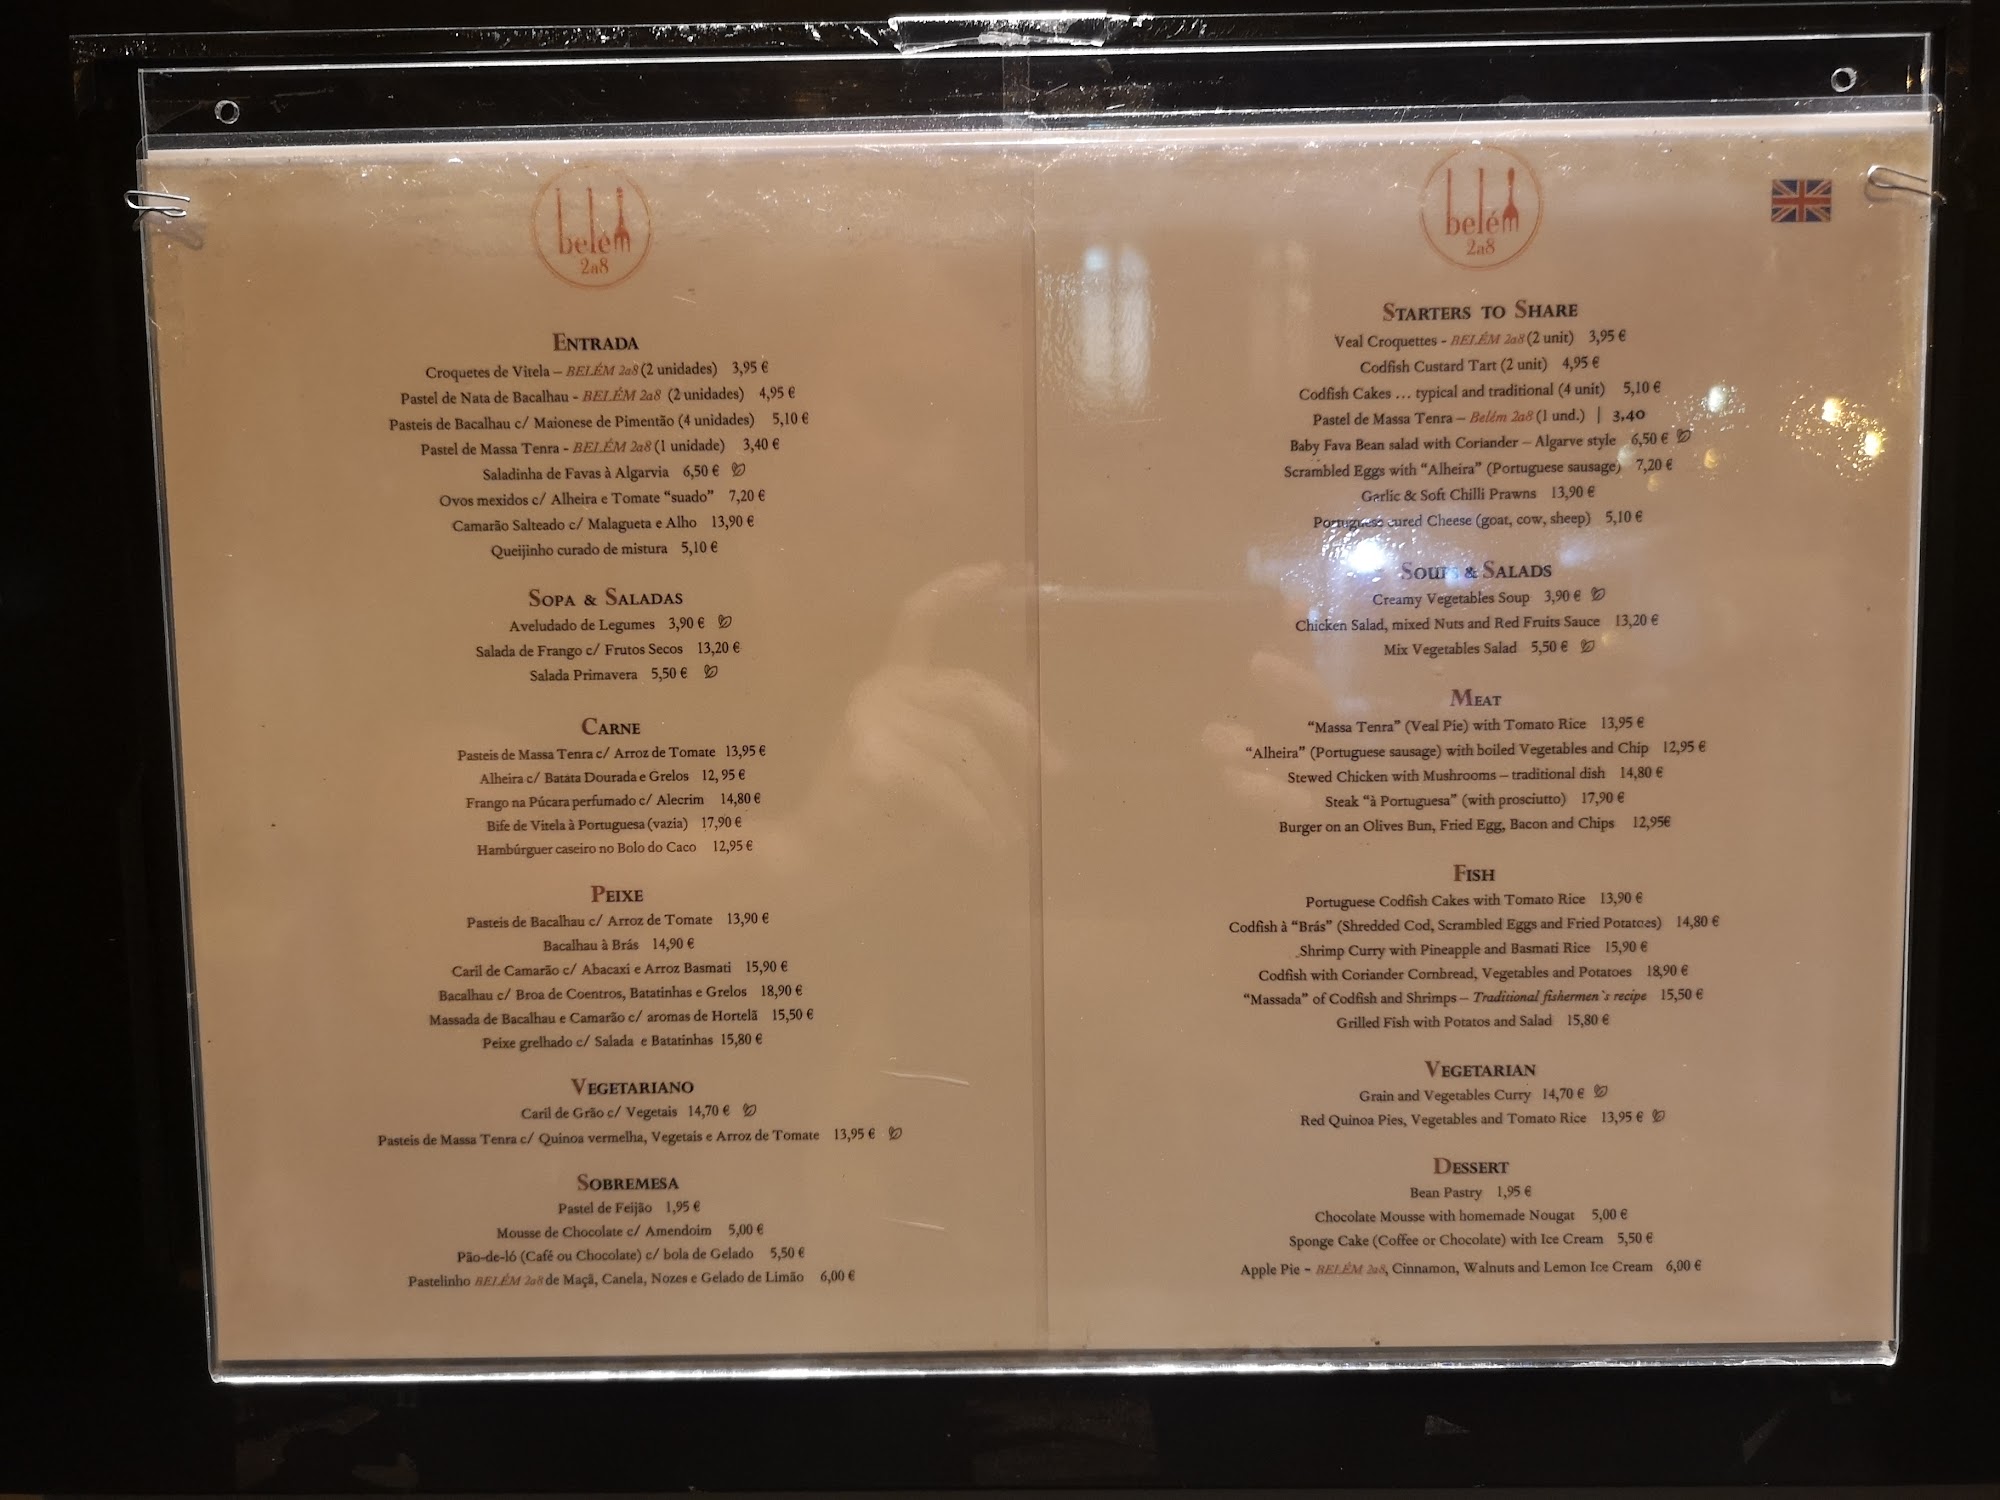 belém
2a8
ENTRADA
Croquetes de Vitela – BELÉM 2a8 (2 unidades) 3,95 €
Pastel de Nata de Bacalhau - BELÉM 2a8 (2 unidades) 4,95 €
Pasteis de Bacalhau c/ Maionese de Pimentão (4 unidades) 5,10 €
Pastel de Massa Tenra - BELÉM 2a8 (1 unidade) 3,40 €
Saladinha de Favas à Algarvia 6,50 €
Ovos mexidos c/ Alheira e Tomate “suado” 7,20 €
Camarão Salteado c/ Malagueta e Alho 13,90 €
Queijinho curado de mistura 5,10 €
SOPA & SALADAS
Aveludado de Legumes 3,90 €
Salada de Frango c/ Frutos Secos 13,20 €
Salada Primavera 5,50 €
CARNE
Pasteis de Massa Tenra c/ Arroz de Tomate 13,95 €
Alheira c/ Batata Dourada e Grelos 12,95 €
Frango na Púcara perfumado c/ Alecrim 14,80 €
Bife de Vitela à Portuguesa (vazia) 17,90 €
Hambúrguer caseiro no Bolo do Caco 12,95 €
PEIXE
Pasteis de Bacalhau c/ Arroz de Tomate 13,90 €
Bacalhau à Brás 14,90 €
Caril de Camarão c/ Abacaxi e Arroz Basmati 15,90 €
Bacalhau c/ Broa de Coentros, Batatinhas e Grelos 18,90 €
Massada de Bacalhau e Camarão c/ aromas de Hortelã 15,50 €
Peixe grelhado c/ Salada e Batatinhas 15,80 €
VEGETARIANO
Caril de Grão c/ Vegetais 14,70 €
Pasteis de Massa Tenra c/ Quinoa vermelha, Vegetais e Arroz de Tomate 13,95 €
SOBREMESA
Pastel de Feijão 1,95 €
Mousse de Chocolate c/ Amendoim 5,00 €
Pão-de-ló (Café ou Chocolate) c/ bola de Gelado 5,50 €
Pastelinho BELÉM 2a8 de Maçã, Canela, Nozes e Gelado de Limão 6,00 €
belém
2a8
STARTERS TO SHARE
Veal Croquettes - BELÉM 2a8 (2 unit) 3,95 €
Codfish Custard Tart (2 unit) 4,95 €
Codfish Cakes … typical and traditional (4 unit) 5,10 €
Pastel de Massa Tenra – Belém 2a8 (1 und.) | 3,40
Baby Fava Bean salad with Coriander – Algarve style 6,50 €
Scrambled Eggs with “Alheira” (Portuguese sausage) 7,20 €
Garlic & Soft Chilli Prawns 13,90 €
Portuguese cured Cheese (goat, cow, sheep) 5,10 €
SOUPS & SALADS
Creamy Vegetables Soup 3,90 €
Chicken Salad, mixed Nuts and Red Fruits Sauce 13,20 €
Mix Vegetables Salad 5,50 €
MEAT
“Massa Tenra” (Veal Pie) with Tomato Rice 13,95 €
“Alheira” (Portuguese sausage) with boiled Vegetables and Chip 12,95 €
Stewed Chicken with Mushrooms – traditional dish 14,80 €
Steak “à Portuguesa” (with prosciutto) 17,90 €
Burger on an Olives Bun, Fried Egg, Bacon and Chips 12,95€
FISH
Portuguese Codfish Cakes with Tomato Rice 13,90 €
Codfish à “Brás” (Shredded Cod, Scrambled Eggs and Fried Potatoes) 14,80 €
Shrimp Curry with Pineapple and Basmati Rice 15,90 €
Codfish with Coriander Cornbread, Vegetables and Potatoes 18,90 €
“Massada” of Codfish and Shrimps – Traditional fishermen`s recipe 15,50 €
Grilled Fish with Potatos and Salad 15,80 €
VEGETARIAN
Grain and Vegetables Curry 14,70 €
Red Quinoa Pies, Vegetables and Tomato Rice 13,95 €
DESSERT
Bean Pastry 1,95 €
Chocolate Mousse with homemade Nougat 5,00 €
Sponge Cake (Coffee or Chocolate) with Ice Cream 5,50 €
Apple Pie – BELÉM 2a8, Cinnamon, Walnuts and Lemon Ice Cream 6,00 €